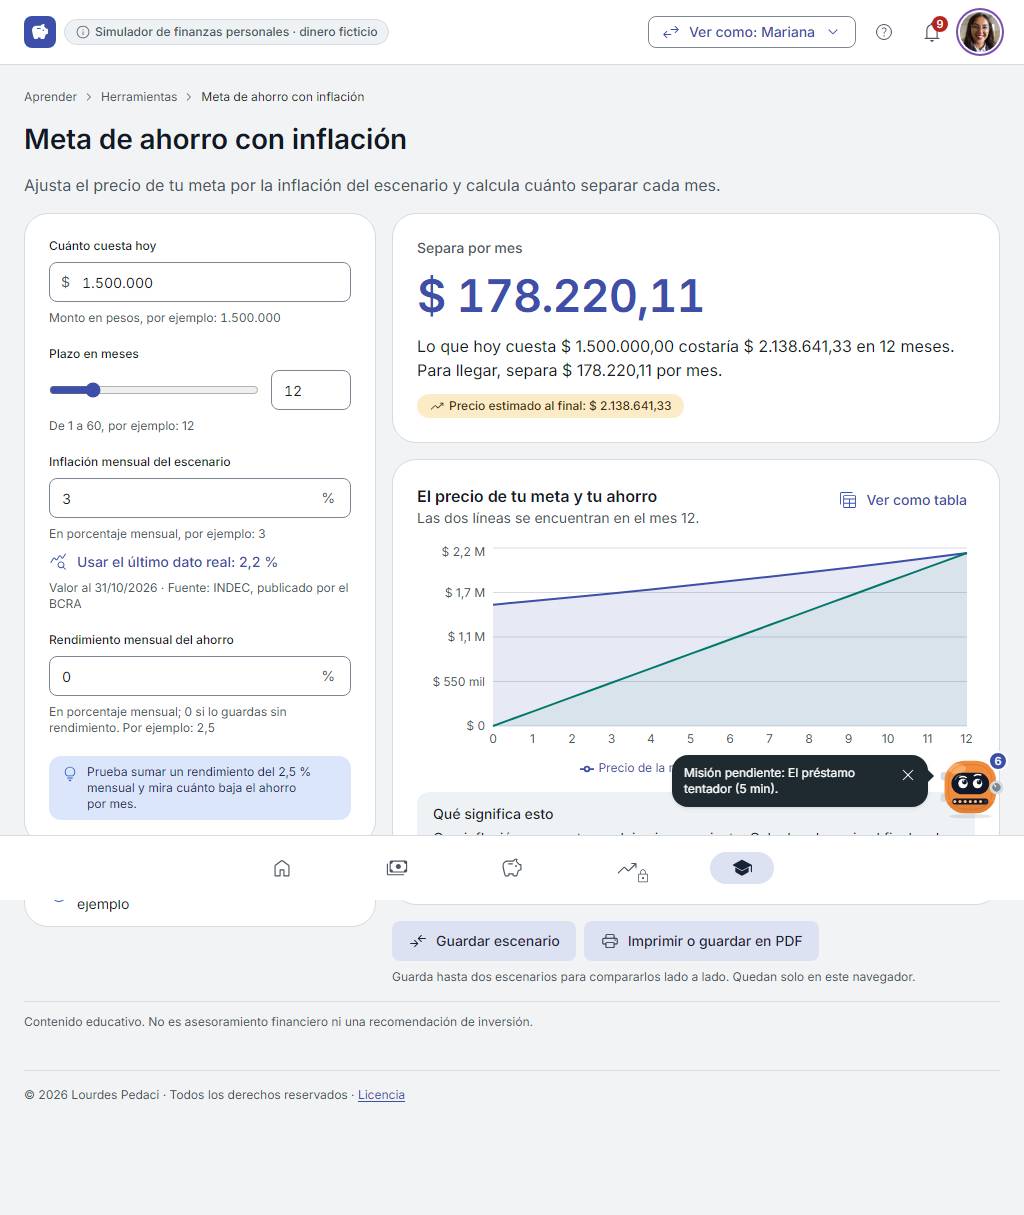 Simulador de finanzas personales · dinero ficticio
Ver como: Mariana
9
Aprender
Herramientas
Meta de ahorro con inflación
Meta de ahorro con inflación
Ajusta el precio de tu meta por la inflación del escenario y calcula cuánto separar cada mes.
Cuánto cuesta hoy
$ 1.500.000
Monto en pesos, por ejemplo: 1.500.000
Plazo en meses
12
De 1 a 60, por ejemplo: 12
Inflación mensual del escenario
3 %
En porcentaje mensual, por ejemplo: 3
Usar el último dato real: 2,2 %
Valor al 31/10/2026 · Fuente: INDEC, publicado por el
BCRA
Rendimiento mensual del ahorro
0 %
En porcentaje mensual; 0 si lo guardas sin
rendimiento. Por ejemplo: 2,5
Prueba sumar un rendimiento del 2,5 %
mensual y mira cuánto baja el ahorro
por mes.
ejemplo
Separa por mes
$ 178.220,11
Lo que hoy cuesta $ 1.500.000,00 costaría $ 2.138.641,33 en 12 meses.
Para llegar, separa $ 178.220,11 por mes.
Precio estimado al final: $ 2.138.641,33
El precio de tu meta y tu ahorro
Ver como tabla
Las dos líneas se encuentran en el mes 12.
$ 2,2 M
$ 1,7 M
$ 1,1 M
$ 550 mil
$ 0
0 1 2 3 4 5 6 7 8 9 10 11 12
Precio de la
Misión pendiente: El préstamo
tentador (5 min).
6
Qué significa esto
Guardar escenario
Imprimir o guardar en PDF
Guarda hasta dos escenarios para compararlos lado a lado. Quedan solo en este navegador.
Contenido educativo. No es asesoramiento financiero ni una recomendación de inversión.
© 2026 Lourdes Pedaci · Todos los derechos reservados · Licencia